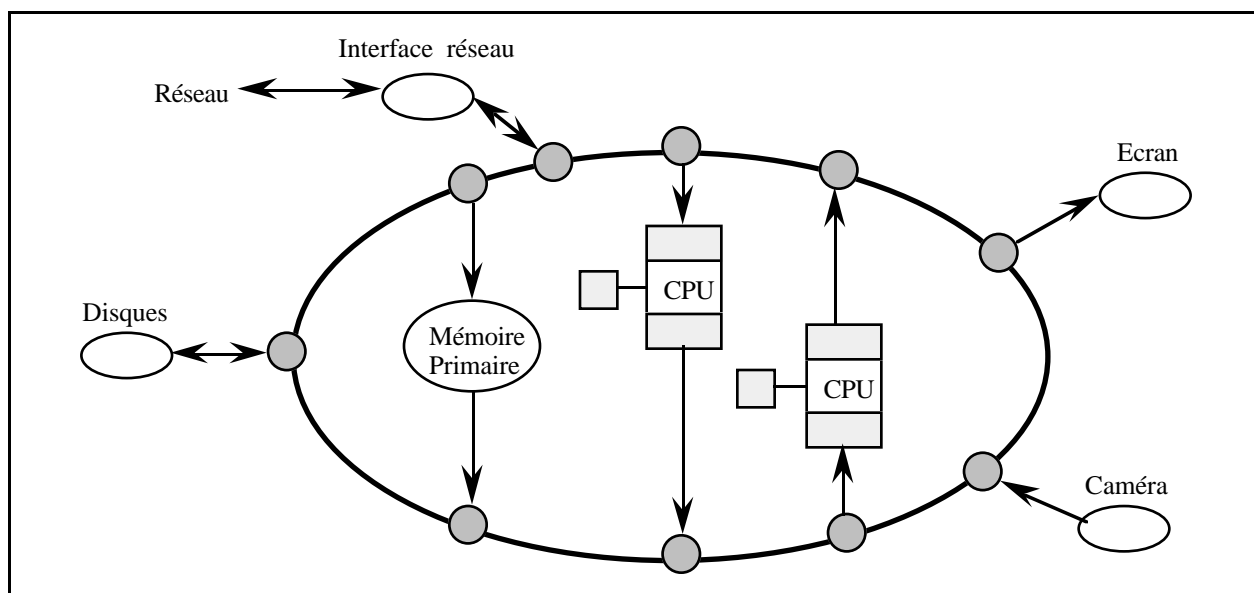 Interface réseau
Réseau
Ecran
CPU
Disques
Mémoire
Primaire
CPU
Caméra